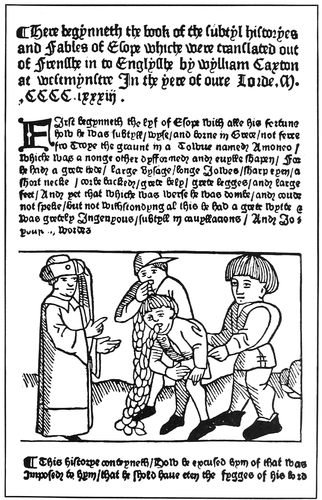 ¶ Here begynneth the book of the subtyl historyes
and Fables of Esope whiche were translated out
of Frensshe in to Englysshe by wylliam Caxton
at westmynstre In the yere of oure Lorde . M .
. CCCC . lxxxiij .
First begynneth the lyf of Esope with alle his fortune
how he was subtyll / wyse / and borne in Grece / not ferre
fro Troye the graunt in a Towne named Amoneo /
whiche was amonge other dyfformed and euylle shapen / For
he had a grete hede / large vysage / longe Iowes / sharp eyen / a
short necke / corbe backed / grete bely / grete legges / and large
feet / And yet that whiche was werse he was dombe / and coude
not speke / but not withstondyng al this he had a grete wytte &
was gretely Ingenyous / subtyll in cauyllacions / And Io-
wordes
¶ This historye conteyneth / How he excused hym of that was
Imposed to hym / that he shold haue eten the fygges of his lord